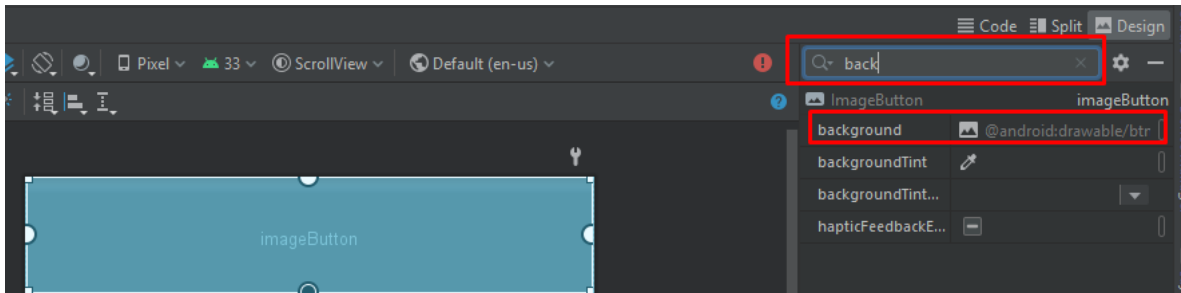 Code Split Design
Pixel 33 ScrollView Default (en-us)
back
ImageButton imageButton
background @android:drawable/btr
backgroundTint
backgroundTint...
hapticFeedbackE...
imageButton